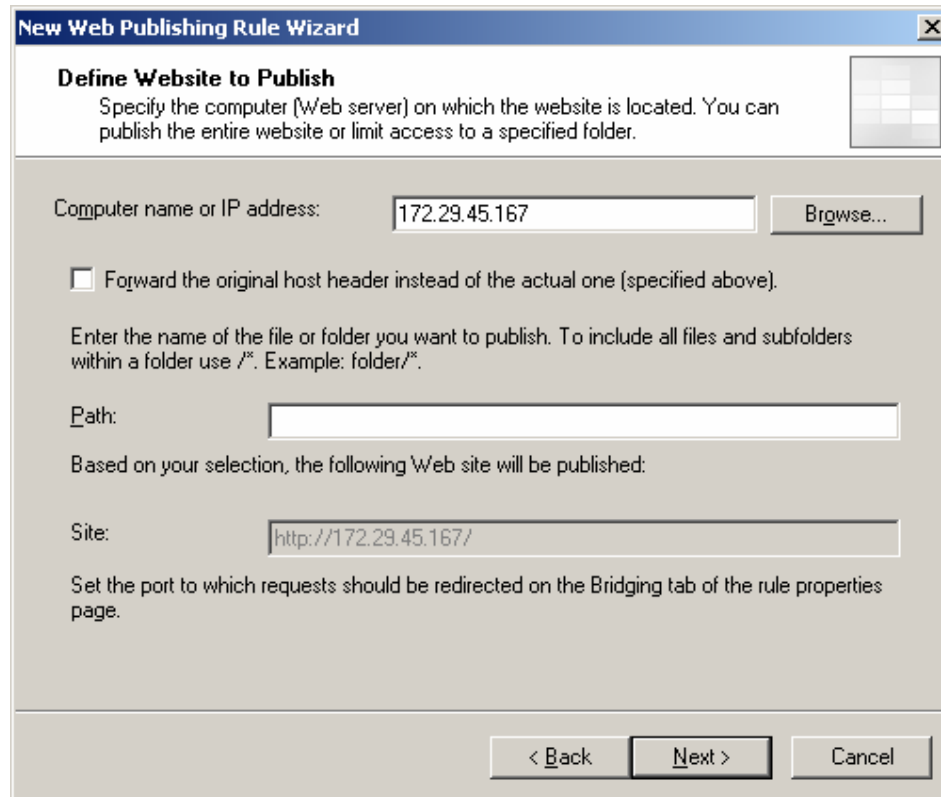 New Web Publishing Rule Wizard
Define Website to Publish
Specify the computer (Web server) on which the website is located. You can
publish the entire website or limit access to a specified folder.
Computer name or IP address: 172.29.45.167 Browse...
Forward the original host header instead of the actual one (specified above).
Enter the name of the file or folder you want to publish. To include all files and subfolders
within a folder use /*. Example: folder/*.
Path:
Based on your selection, the following Web site will be published:
Site: http://172.29.45.167/
Set the port to which requests should be redirected on the Bridging tab of the rule properties
page.
< Back Next > Cancel